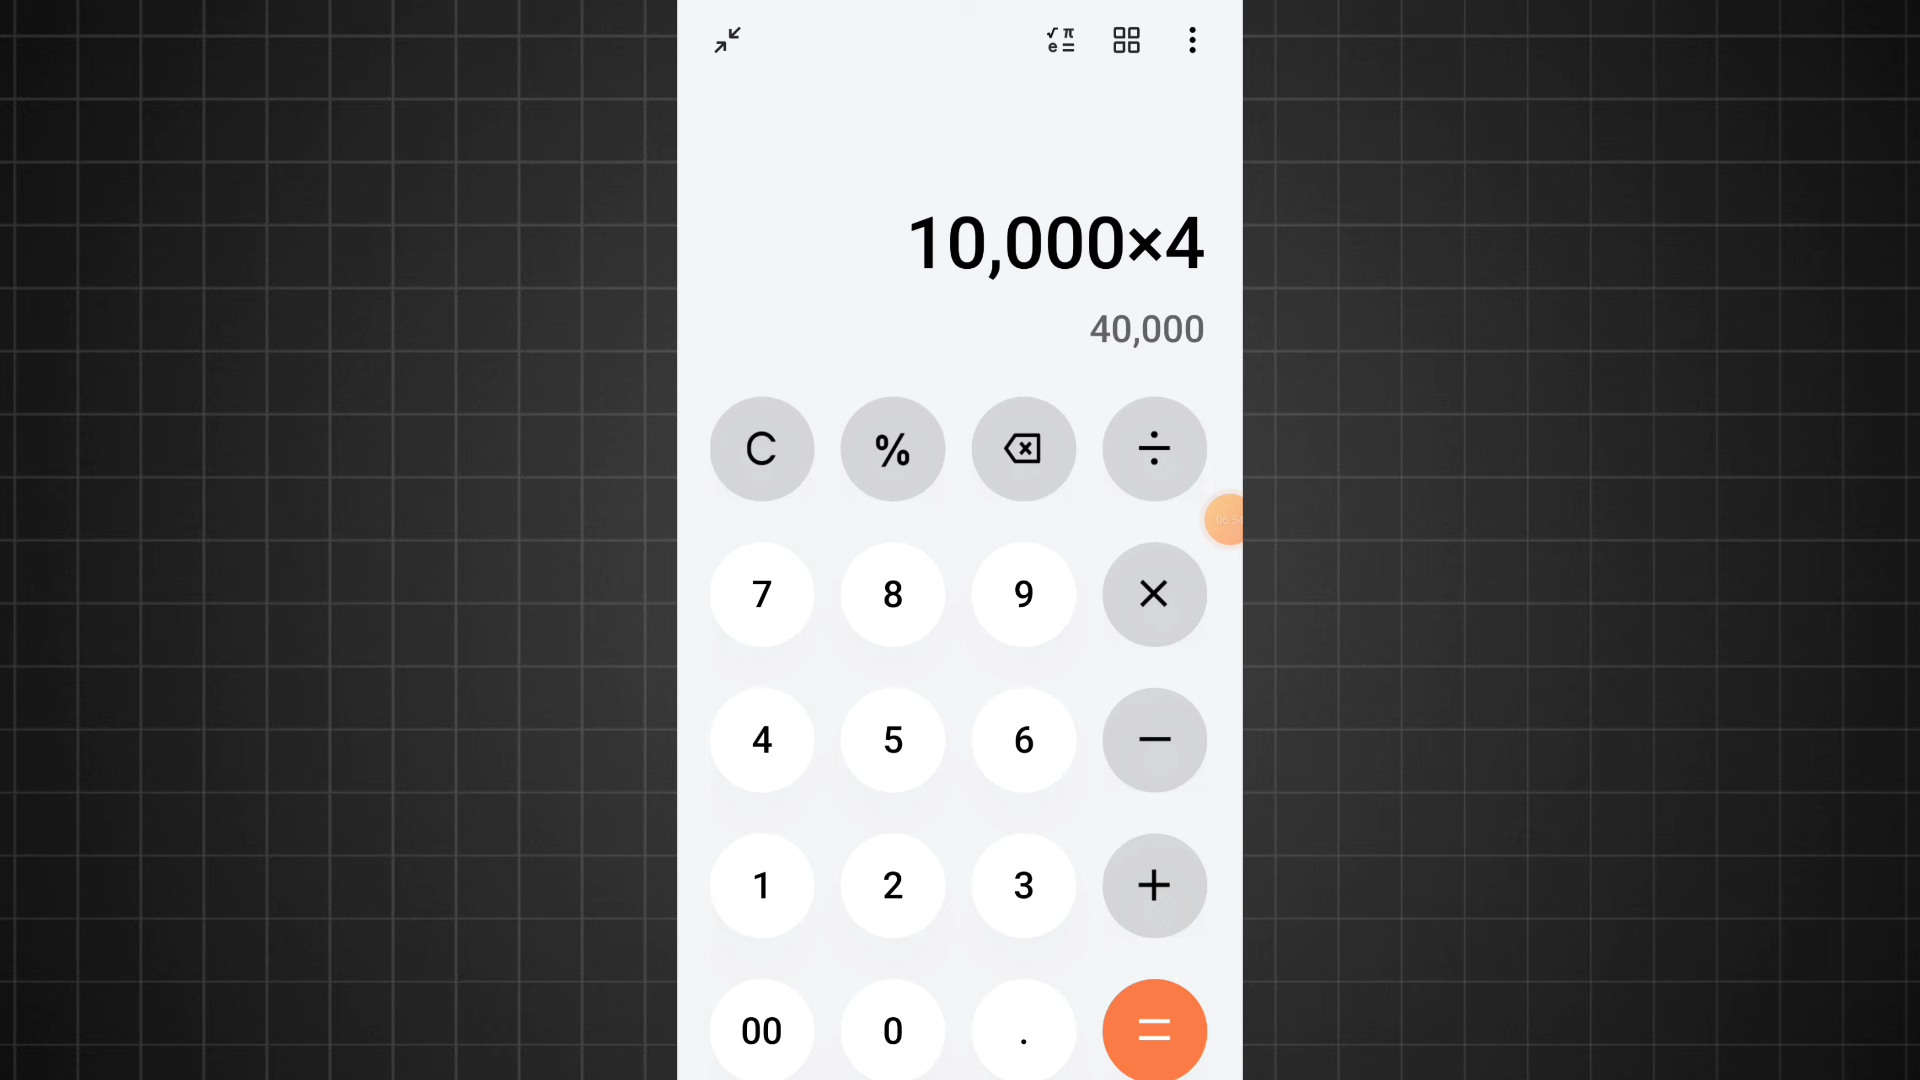 √ π
e =
10,000×4
40,000
C % ÷
7 8 9 ×
4 5 6 −
1 2 3 +
00 0 . =